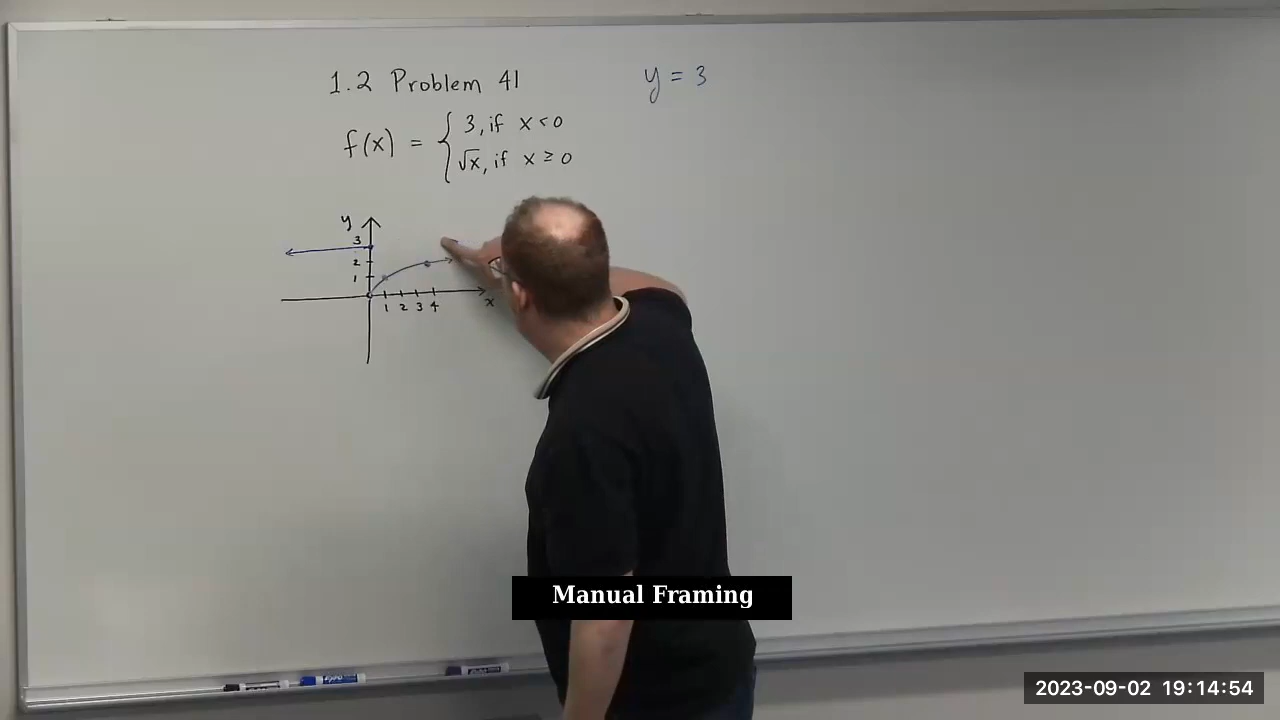 1.2 Problem 41
y = 3
f(x) = { 3, if x < 0
√x, if x ≥ 0
y
3
2
1
1 2 3 4
x
Manual Framing
2023-09-02 19:14:54